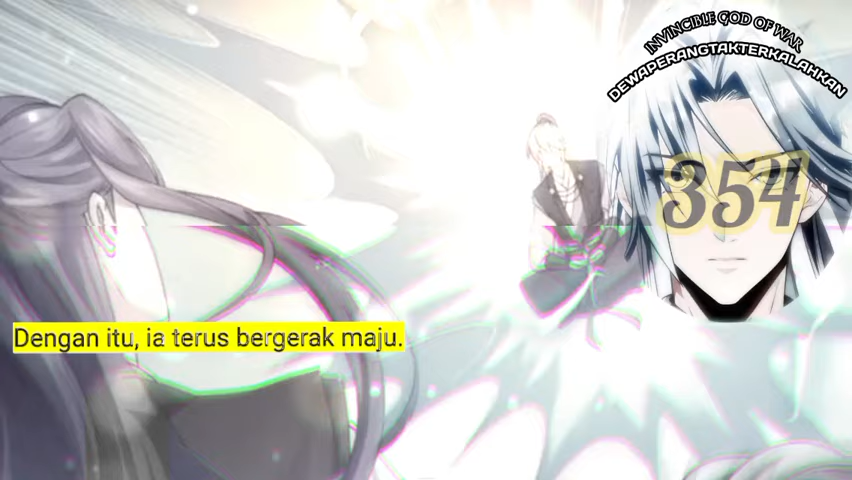 INVINCIBLE GOD OF WAR
DEWAPERANGTAKTERKALAHKAN
354
Dengan itu, ia terus bergerak maju.